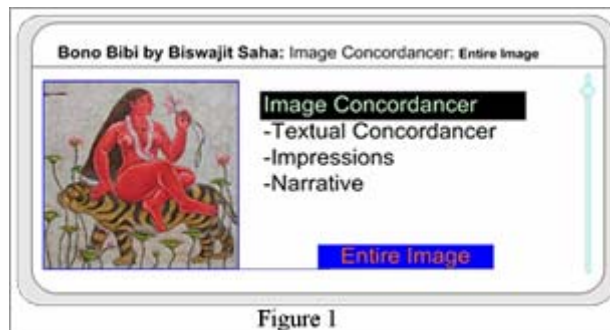 Bono Bibi by Biswajit Saha: Image Concordancer: Entire Image
Image Concordancer
-Textual Concordancer
-Impressions
-Narrative
Entire Image
Figure 1